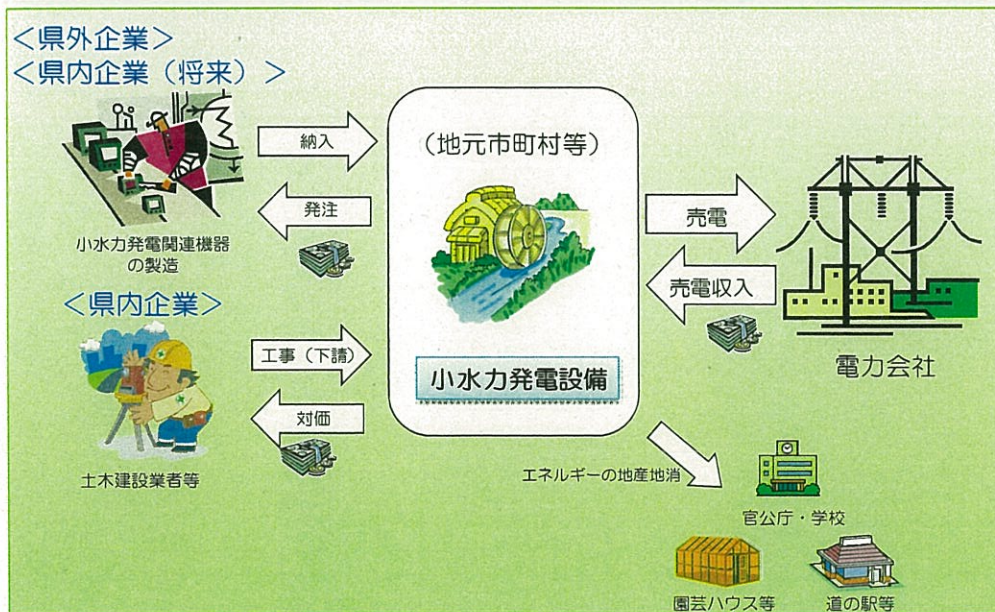 ＜県外企業＞
＜県内企業（将来）＞
納入
発注
小水力発電関連機器
の製造
＜県内企業＞
工事（下請）
対価
土木建設業者等
（地元市町村等）
小水力発電設備
売電
売電収入
電力会社
エネルギーの地産地消
官公庁・学校
園芸ハウス等
道の駅等